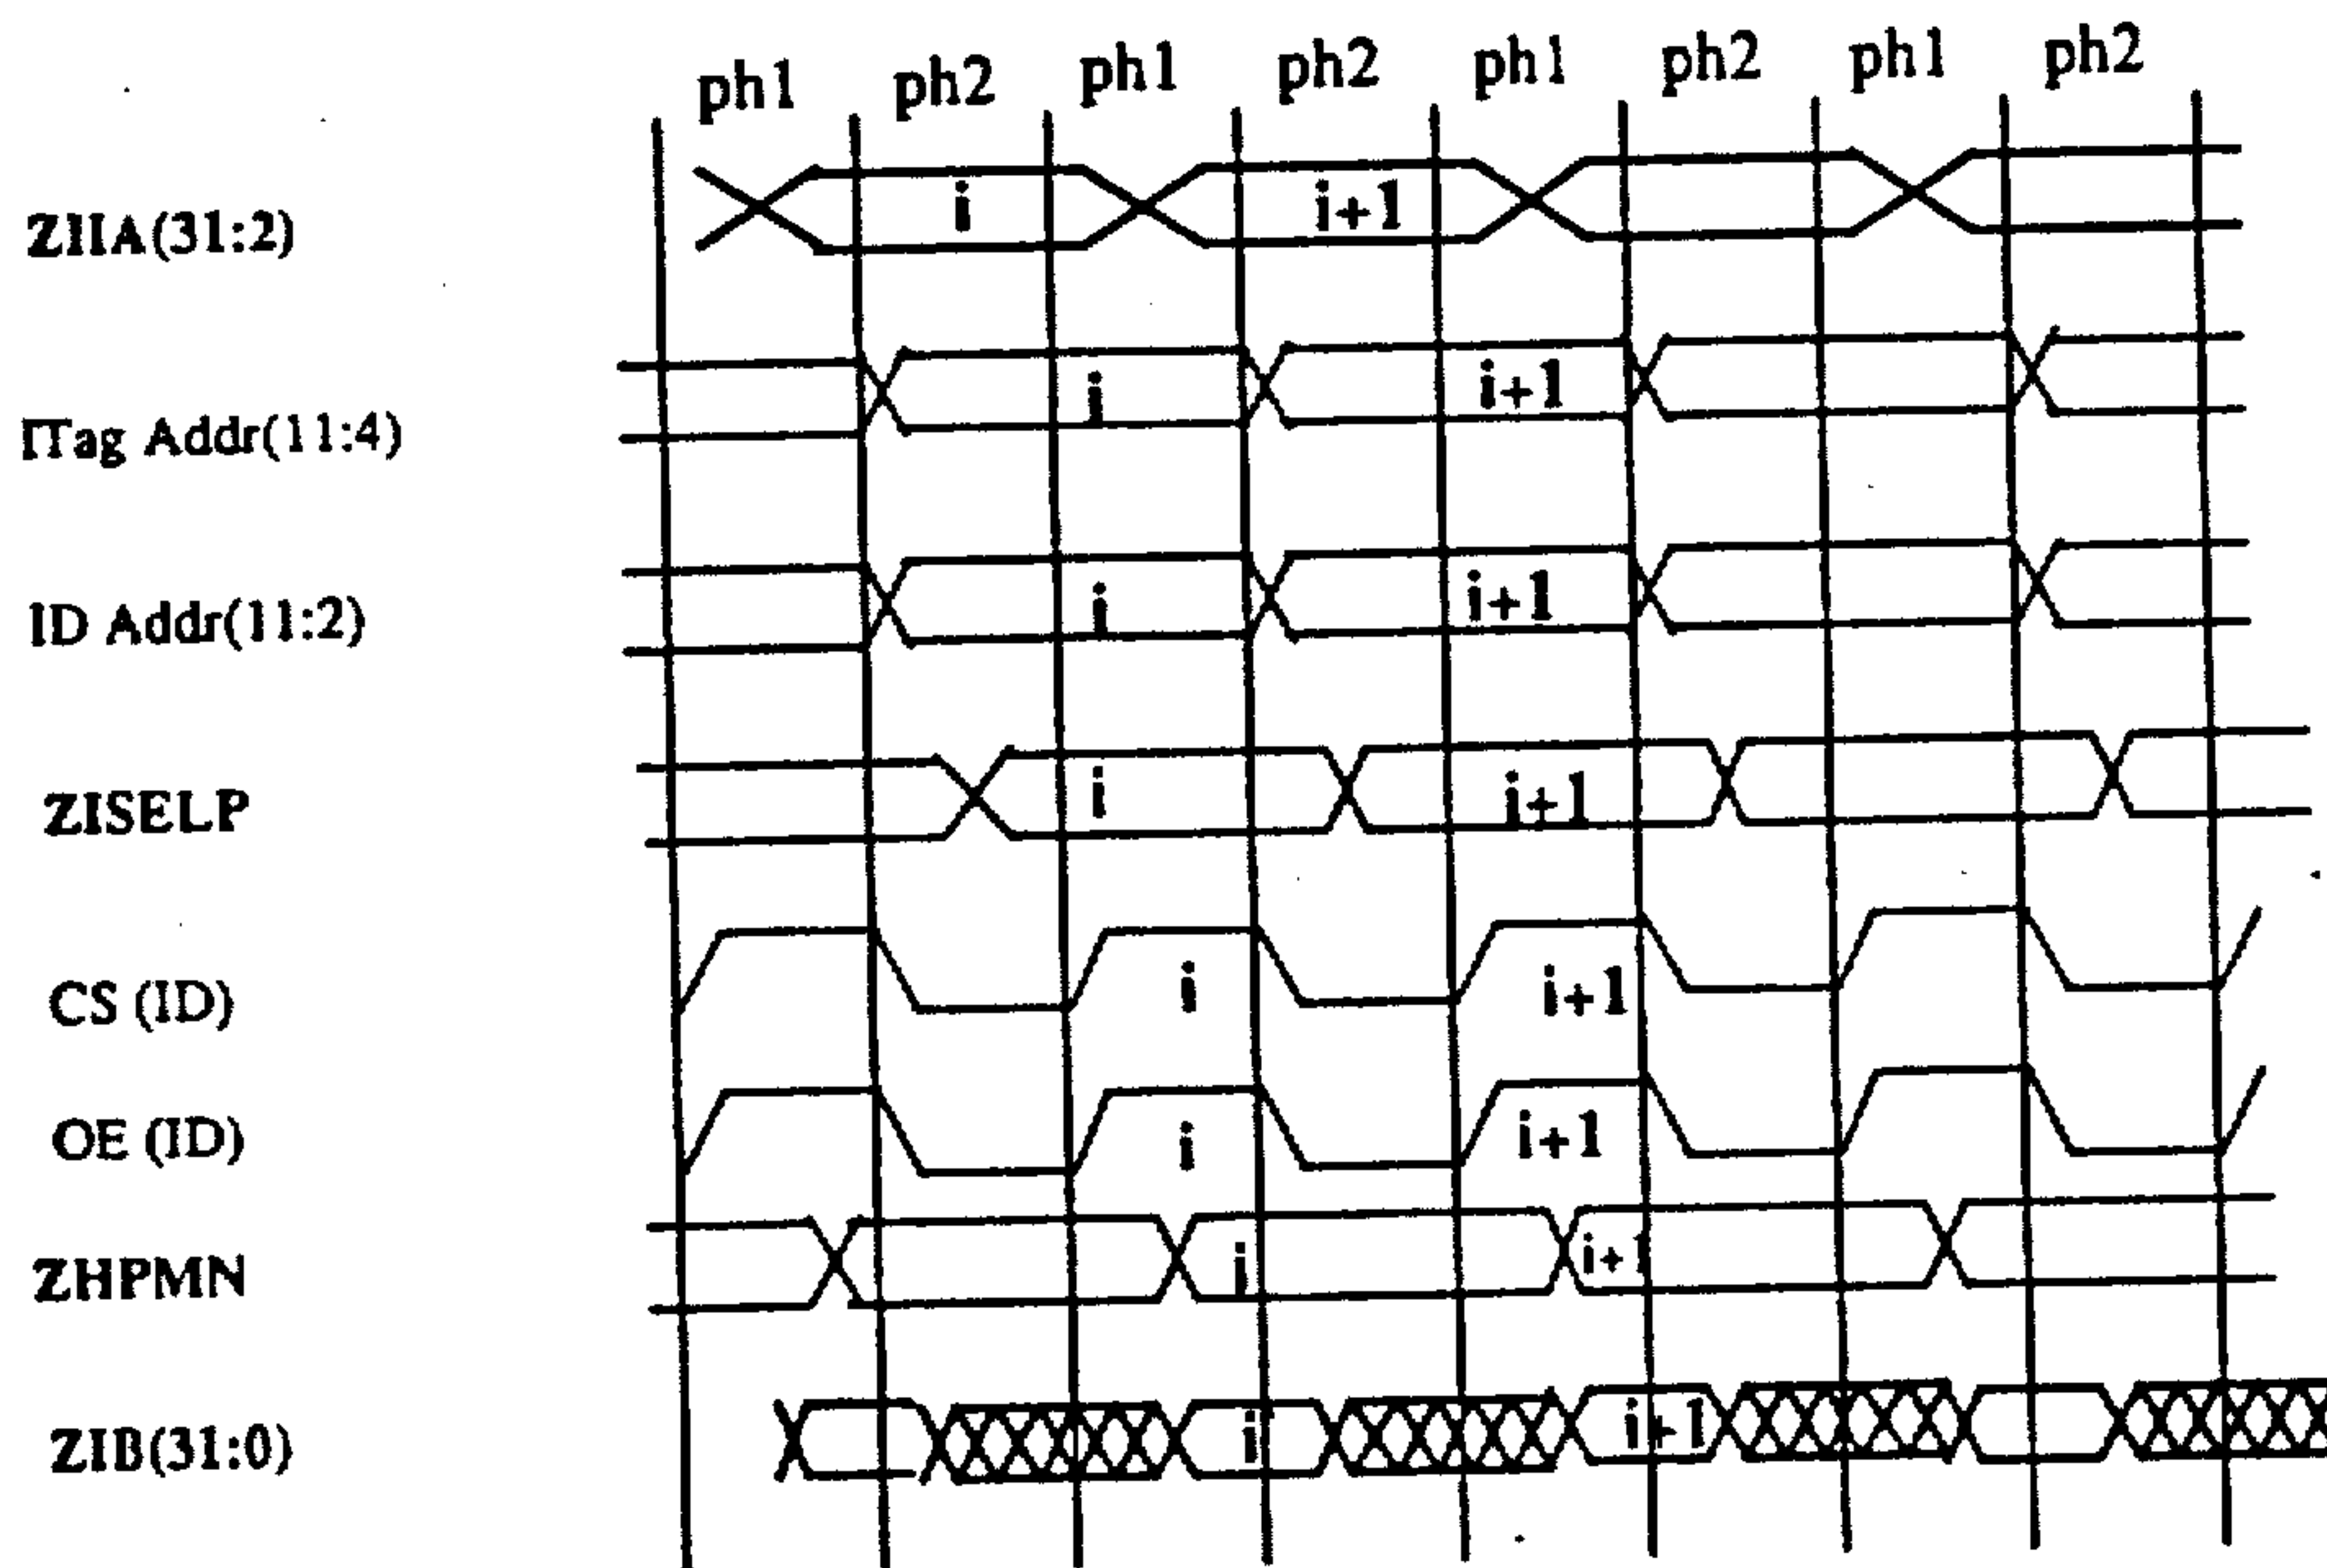 ph1 ph2 ph1 ph2 ph1 ph2 ph1 ph2
ZIIA(31:2) i i+1
ITag Addr(11:4) i i+1
ID Addr(11:2) i i+1
ZISELP i i+1
CS (ID) i i+1
OE (ID) i i+1
ZHPMN i i+1
ZIB(31:0) i i+1